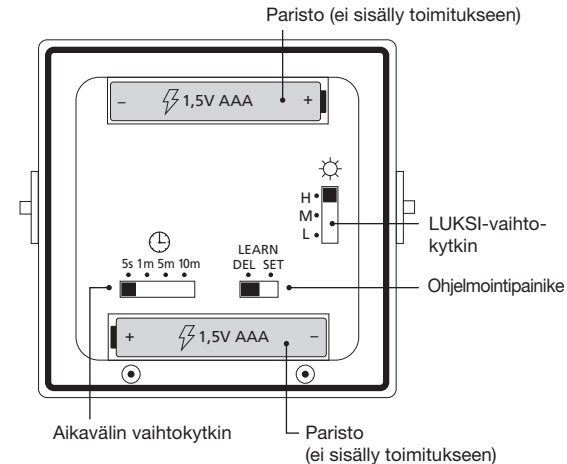 Paristo (ei sisälly toimitukseen)
– 1,5V AAA +
H
M
L
LUKSI-vaihto-
kytkin
5s 1m 5m 10m
LEARN
DEL SET
Ohjelmointipainike
+ 1,5V AAA –
Aikavälin vaihtokytkin
Paristo
(ei sisälly toimitukseen)